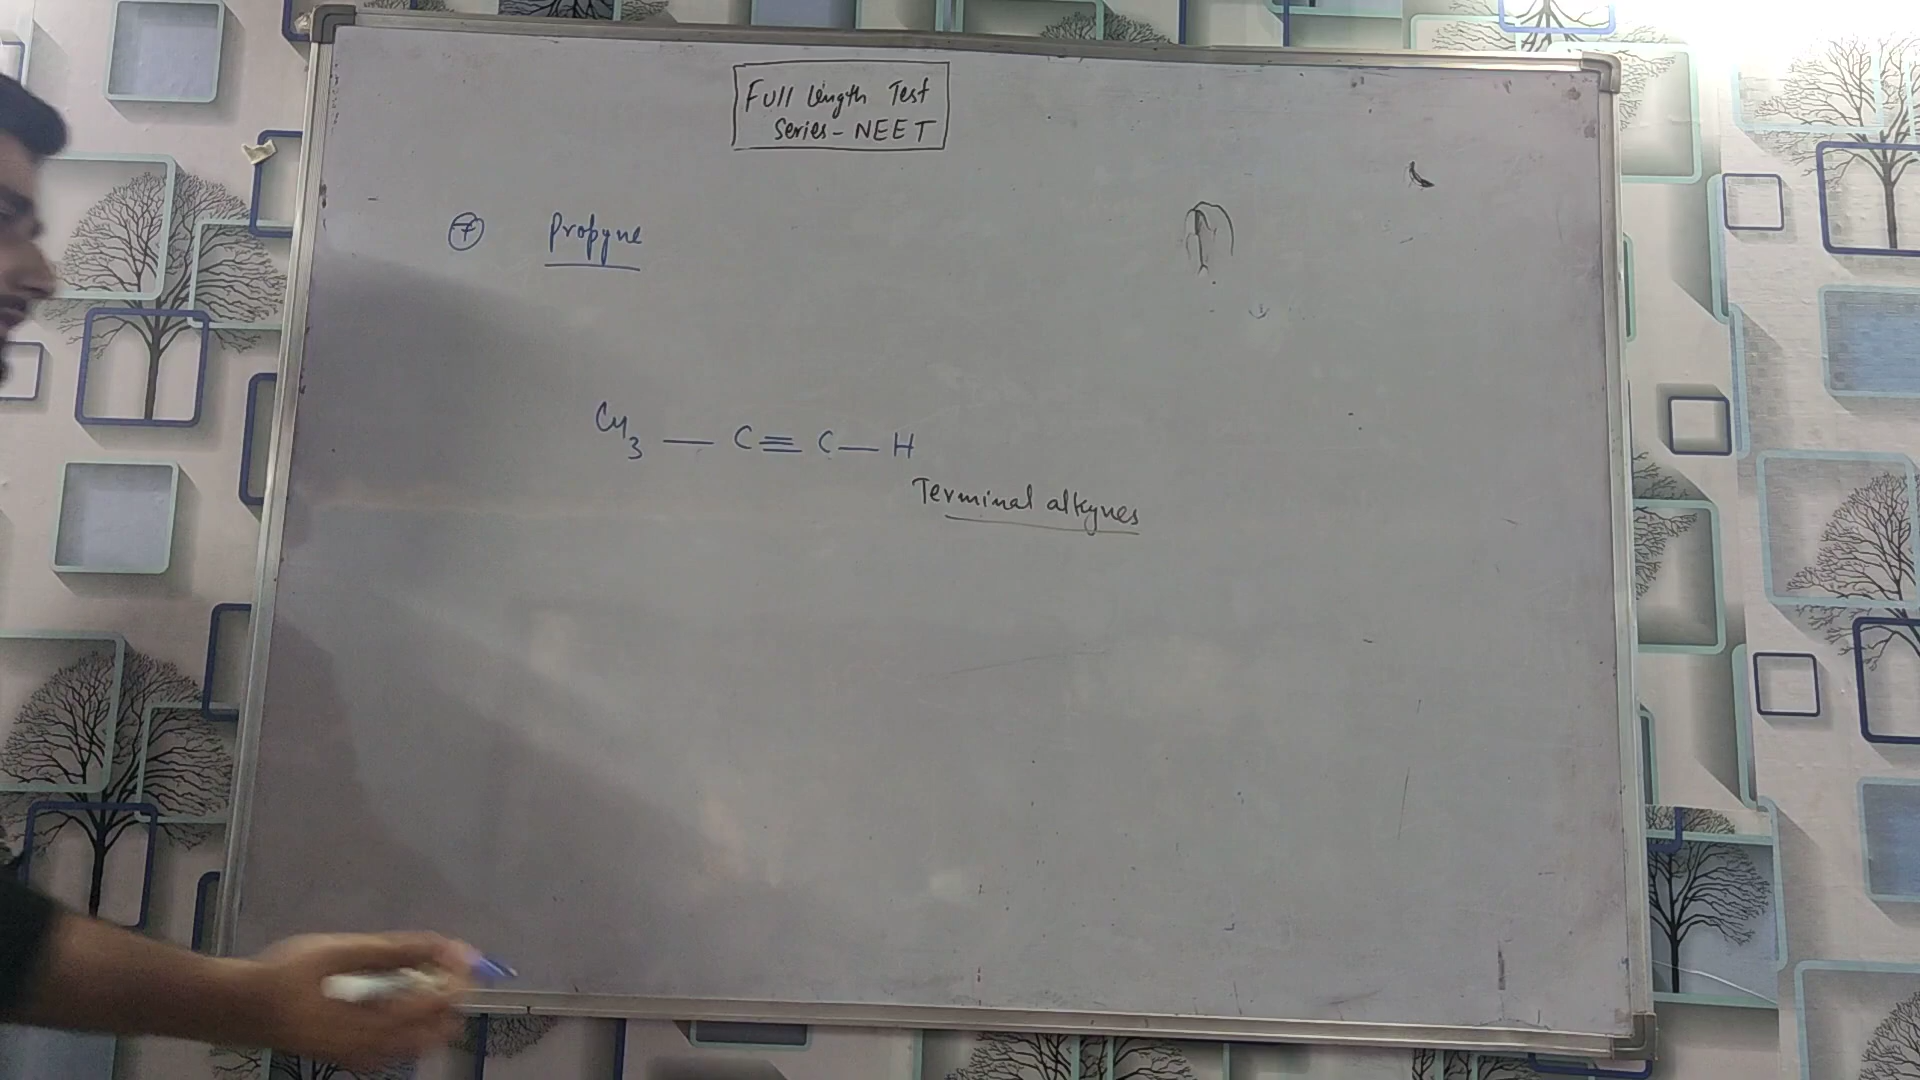 Full Length Test
Series - NEET
⑦ Propyne
CH3 — C ≡ C — H
Terminal alkynes